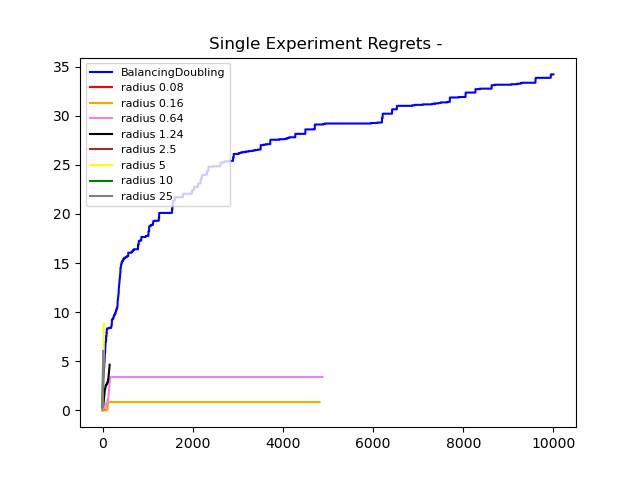 Single Experiment Regrets -
35
30
25
20
15
10
5
0
BalancingDoubling
radius 0.08
radius 0.16
radius 0.64
radius 1.24
radius 2.5
radius 5
radius 10
radius 25
0 2000 4000 6000 8000 10000